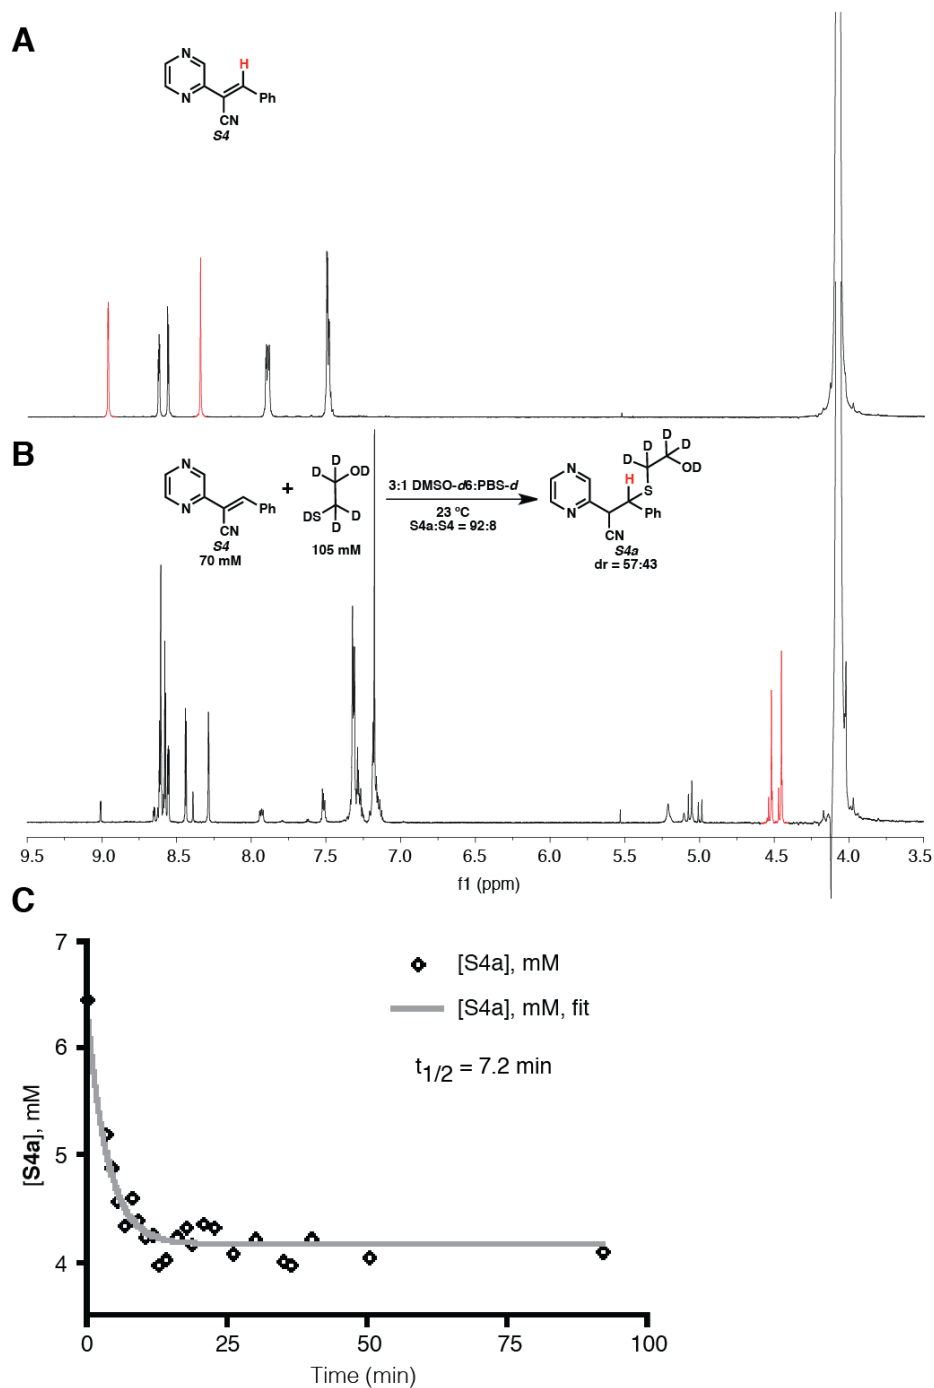 A
N
N
H
Ph
CN
S4
B
N
N
Ph
CN
S4
70 mM
+
D
D
OD
DS
D
D
105 mM
3:1 DMSO-d6:PBS-d
23 ºC
S4a:S4 = 92:8
D
D
D
D
OD
H
S
N
N
Ph
CN
S4a
dr = 57:43
9.5 9.0 8.5 8.0 7.5 7.0 6.5 6.0 5.5 5.0 4.5 4.0 3.5
f1 (ppm)
C
7
6
5
4
[S4a], mM
[S4a], mM
[S4a], mM, fit
t1/2 = 7.2 min
0 25 50 75 100
Time (min)